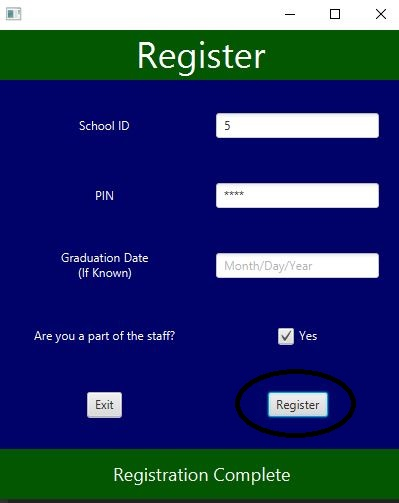 Register
School ID
5
PIN
****
Graduation Date
(If Known)
Month/Day/Year
Are you a part of the staff?
Yes
Exit
Register
Registration Complete